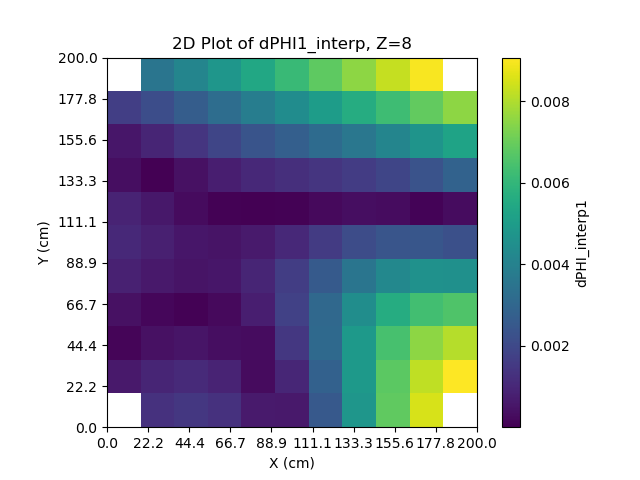 2D Plot of dPHI1_interp, Z=8
200.0
177.8
155.6
133.3
111.1
88.9
66.7
44.4
22.2
0.0
Y (cm)
0.0 22.2 44.4 66.7 88.9 111.1 133.3 155.6 177.8 200.0
X (cm)
0.008
0.006
0.004
0.002
dPHI_interp1